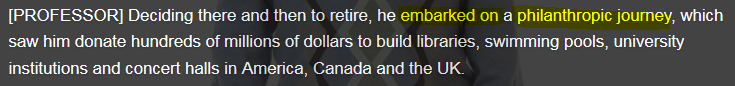 [PROFESSOR] Deciding there and then to retire, he embarked on a philanthropic journey, which
saw him donate hundreds of millions of dollars to build libraries, swimming pools, university
institutions and concert halls in America, Canada and the UK.